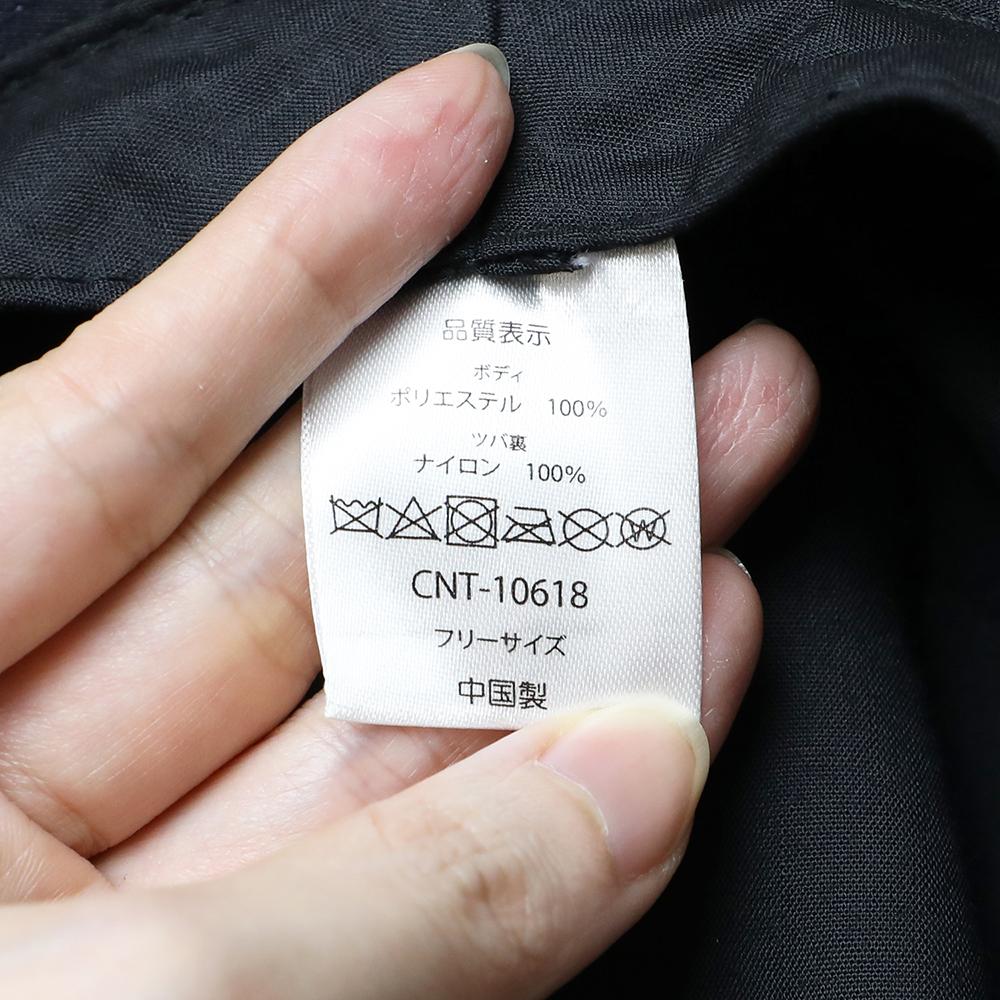 品質表示
ボディ
ポリエステル 100%
ツバ裏
ナイロン 100%
CNT-10618
フリーサイズ
中国製